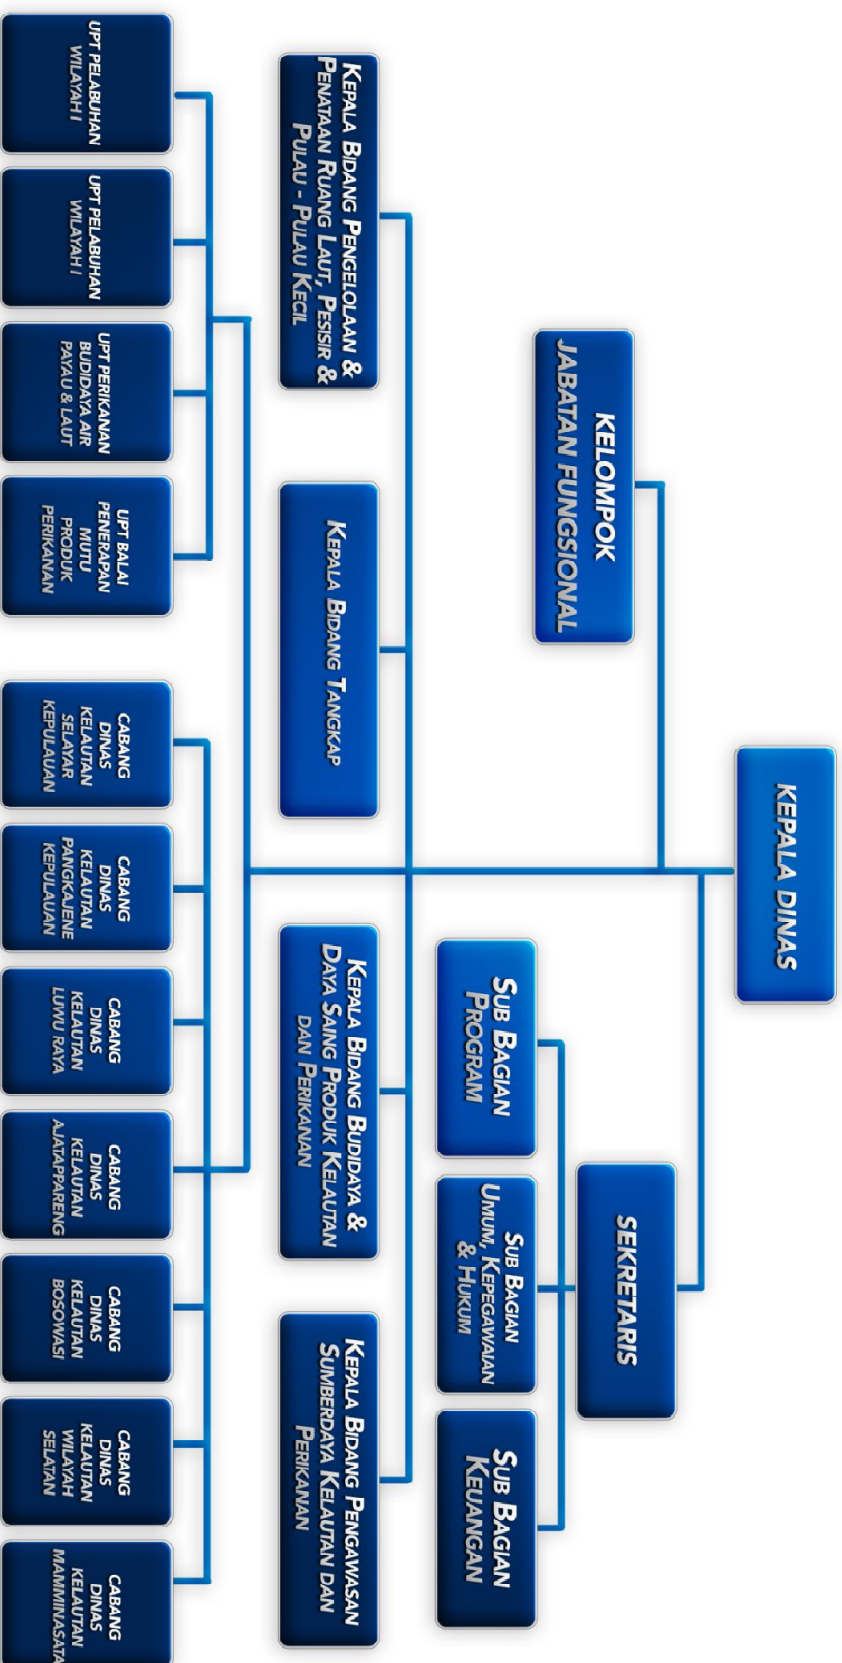 KEPALA DINAS
KELOMPOK
JABATAN FUNGSIONAL
SEKRETARIS
SUB BAGIAN
PROGRAM
SUB BAGIAN
UMUM, KEPEGAWAIAN
& HUKUM
SUB BAGIAN
KEUANGAN
KEPALA BIDANG PENGELOLAAN &
PENATAAN RUANG LAUT, PESISIR &
PULAU - PULAU KECIL
KEPALA BIDANG TANGKAP
KEPALA BIDANG BUDIDAYA &
DAYA SAING PRODUK KELAUTAN
DAN PERIKANAN
KEPALA BIDANG PENGAWASAN
SUMBERDAYA KELAUTAN DAN
PERIKANAN
UPT PELABUHAN
WILAYAH I
UPT PELABUHAN
WILAYAH I
UPT PERIKANAN
BUDIDAYA AIR
PAYAU & LAUT
UPT BALAI
PENERAPAN
MUTU
PRODUK
PERIKANAN
CABANG
DINAS
KELAUTAN
SELAYAR
KEPULAUAN
CABANG
DINAS
KELAUTAN
PANGKAJENE
KEPULAUAN
CABANG
DINAS
KELAUTAN
LUWU RAYA
CABANG
DINAS
KELAUTAN
AJATAPPARENG
CABANG
DINAS
KELAUTAN
BOSOWASI
CABANG
DINAS
KELAUTAN
WILAYAH
SELATAN
CABANG
DINAS
KELAUTAN
MAMMINASATA